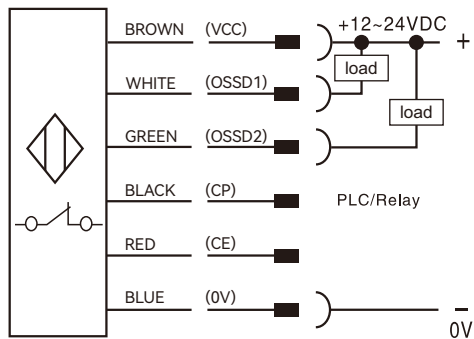 BROWN (VCC) +12~24VDC +
WHITE (OSSD1) load
GREEN (OSSD2) load
BLACK (CP) PLC/Relay
RED (CE)
BLUE (0V) −
0V